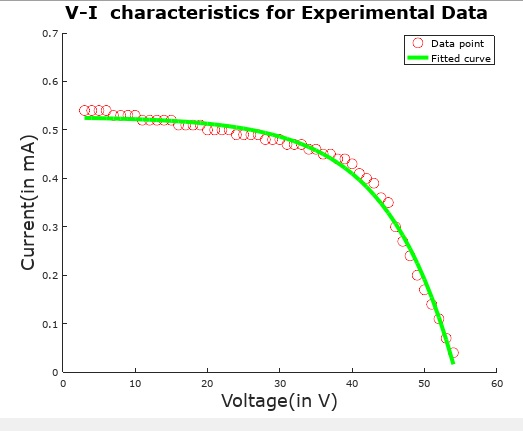 V-I characteristics for Experimental Data
0.7
Data point
Fitted curve
0.6
0.5
0.4
0.3
0.2
0.1
0
Current(in mA)
0 10 20 30 40 50 60
Voltage(in V)